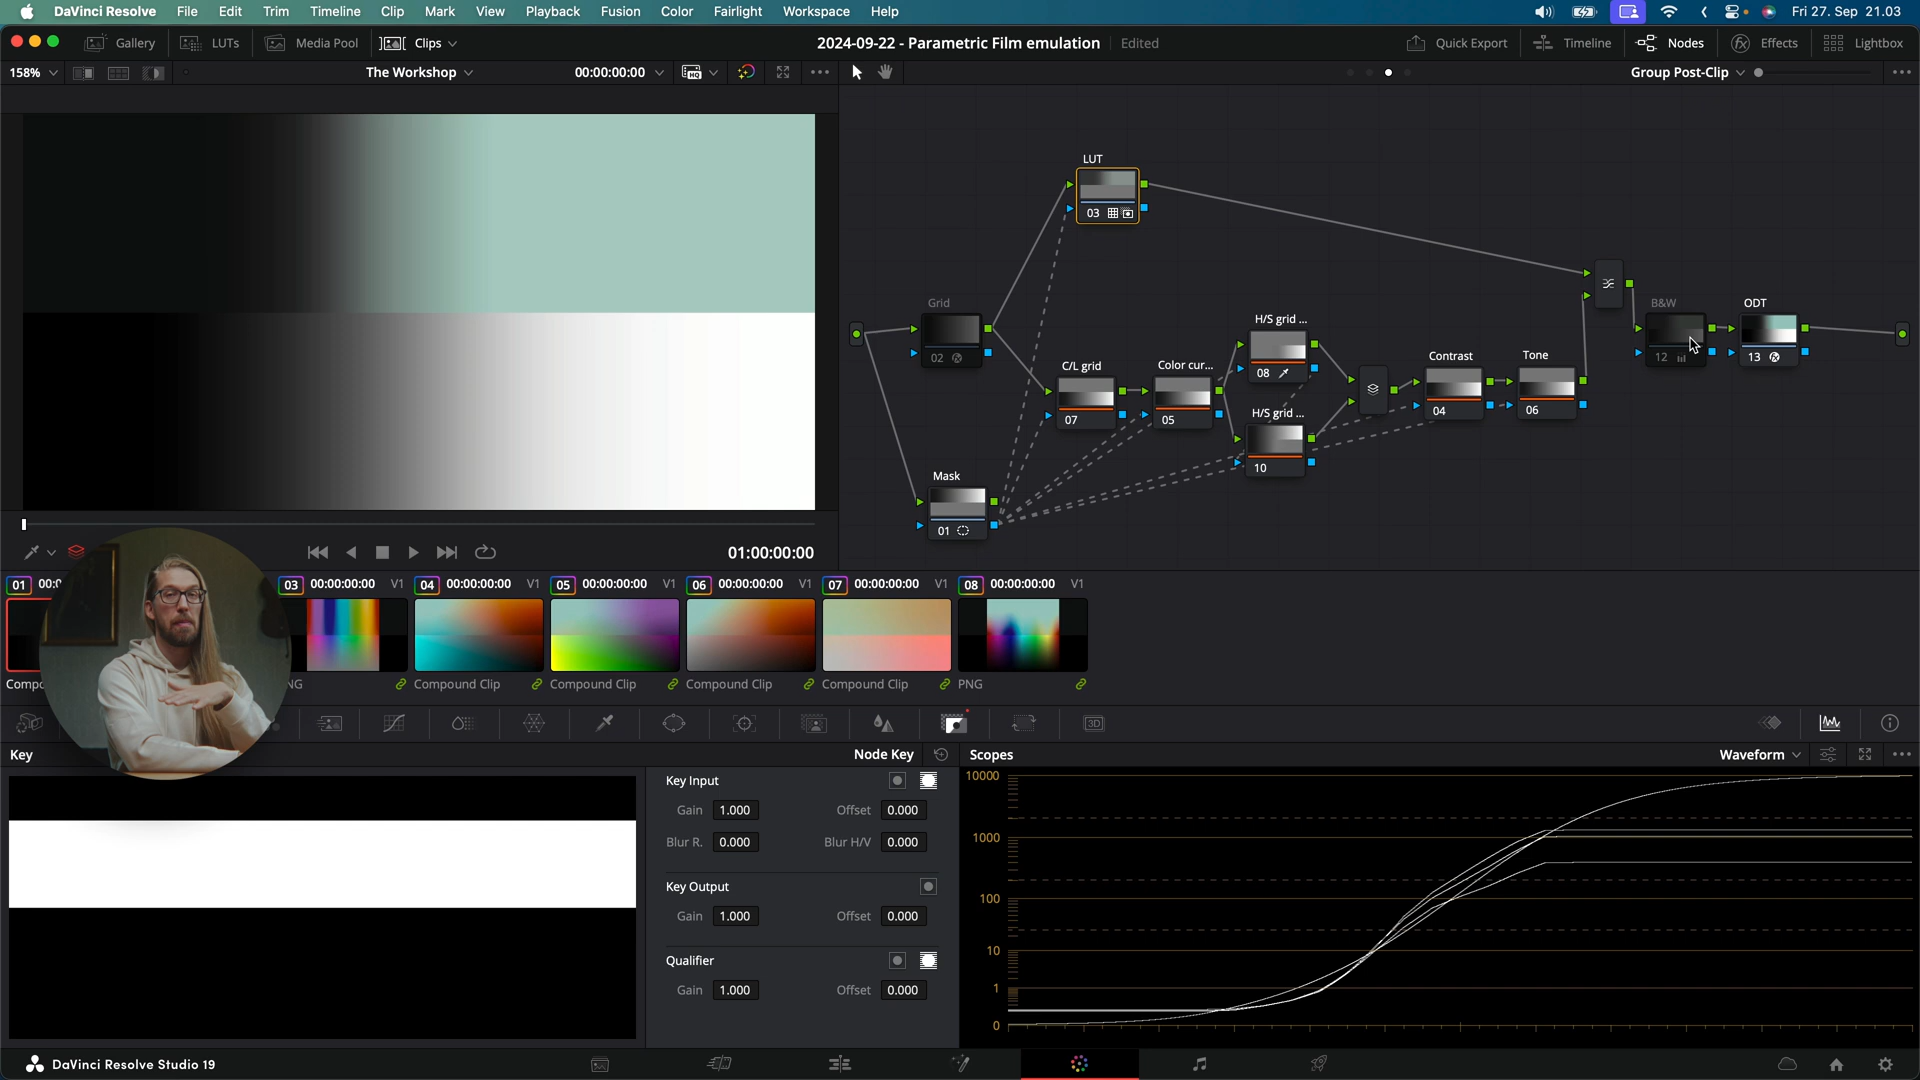 DaVinci Resolve File Edit Trim Timeline Clip Mark View Playback Fusion Color Fairlight Workspace Help Fri 27. Sep 21.03
Gallery LUTs Media Pool Clips 2024-09-22 - Parametric Film emulation Edited Quick Export Timeline Nodes Effects Lightbox
158% The Workshop 00:00:00:00 HQ Group Post-Clip
LUT
03
Grid B&W ODT
02 12 13
H/S grid ...
08
C/L grid Color cur... Contrast Tone
07 05 04 06
H/S grid ...
10
Mask
01
01:00:00:00
01 00:0 03 00:00:00:00 V1 04 00:00:00:00 V1 05 00:00:00:00 V1 06 00:00:00:00 V1 07 00:00:00:00 V1 08 00:00:00:00 V1
Compo NG Compound Clip Compound Clip Compound Clip Compound Clip PNG
3D
Key Node Key Scopes Waveform
Key Input
Gain 1.000 Offset 0.000
Blur R. 0.000 Blur H/V 0.000
Key Output
Gain 1.000 Offset 0.000
Qualifier
Gain 1.000 Offset 0.000
10000
1000
100
10
1
0
DaVinci Resolve Studio 19